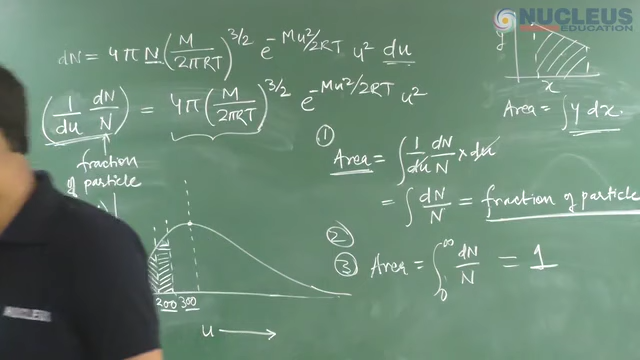 NUCLEUS
EDUCATION
dN = 4π N (M/2πRT)^3/2 e^-Mu²/2RT u² du
(1/du dN/N) = 4π (M/2πRT)^3/2 e^-Mu²/2RT u²
fraction
of particle
200 300
u →
y
x
Area = ∫ y dx.
①
Area = ∫ 1/du dN/N × du
= ∫ dN/N = fraction of particle
②
③ Area = ∫₀^∞ dN/N = 1
NUCLEUS